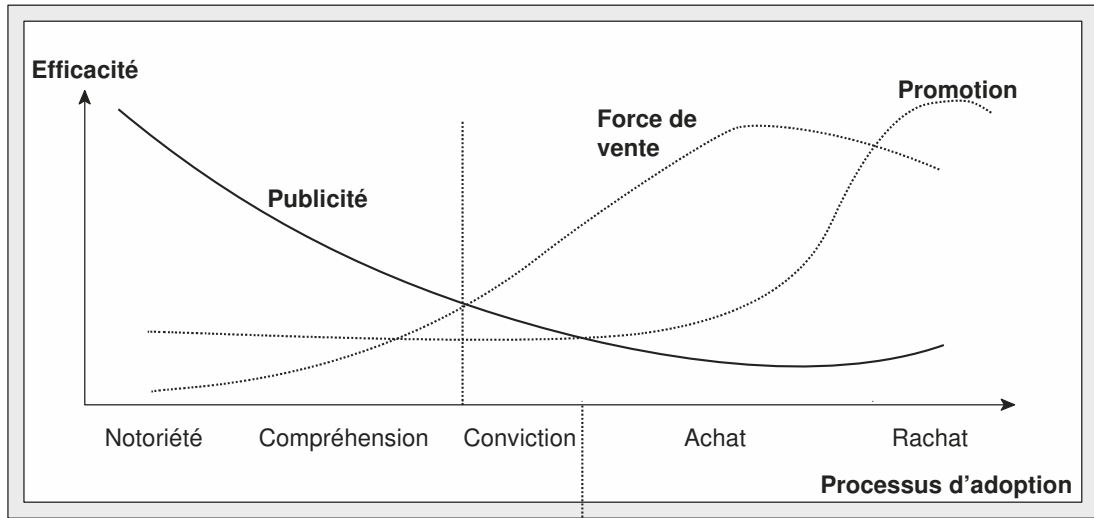 Efficacité
Promotion
Force de
vente
Publicité
Notoriété Compréhension Conviction Achat Rachat
Processus d’adoption